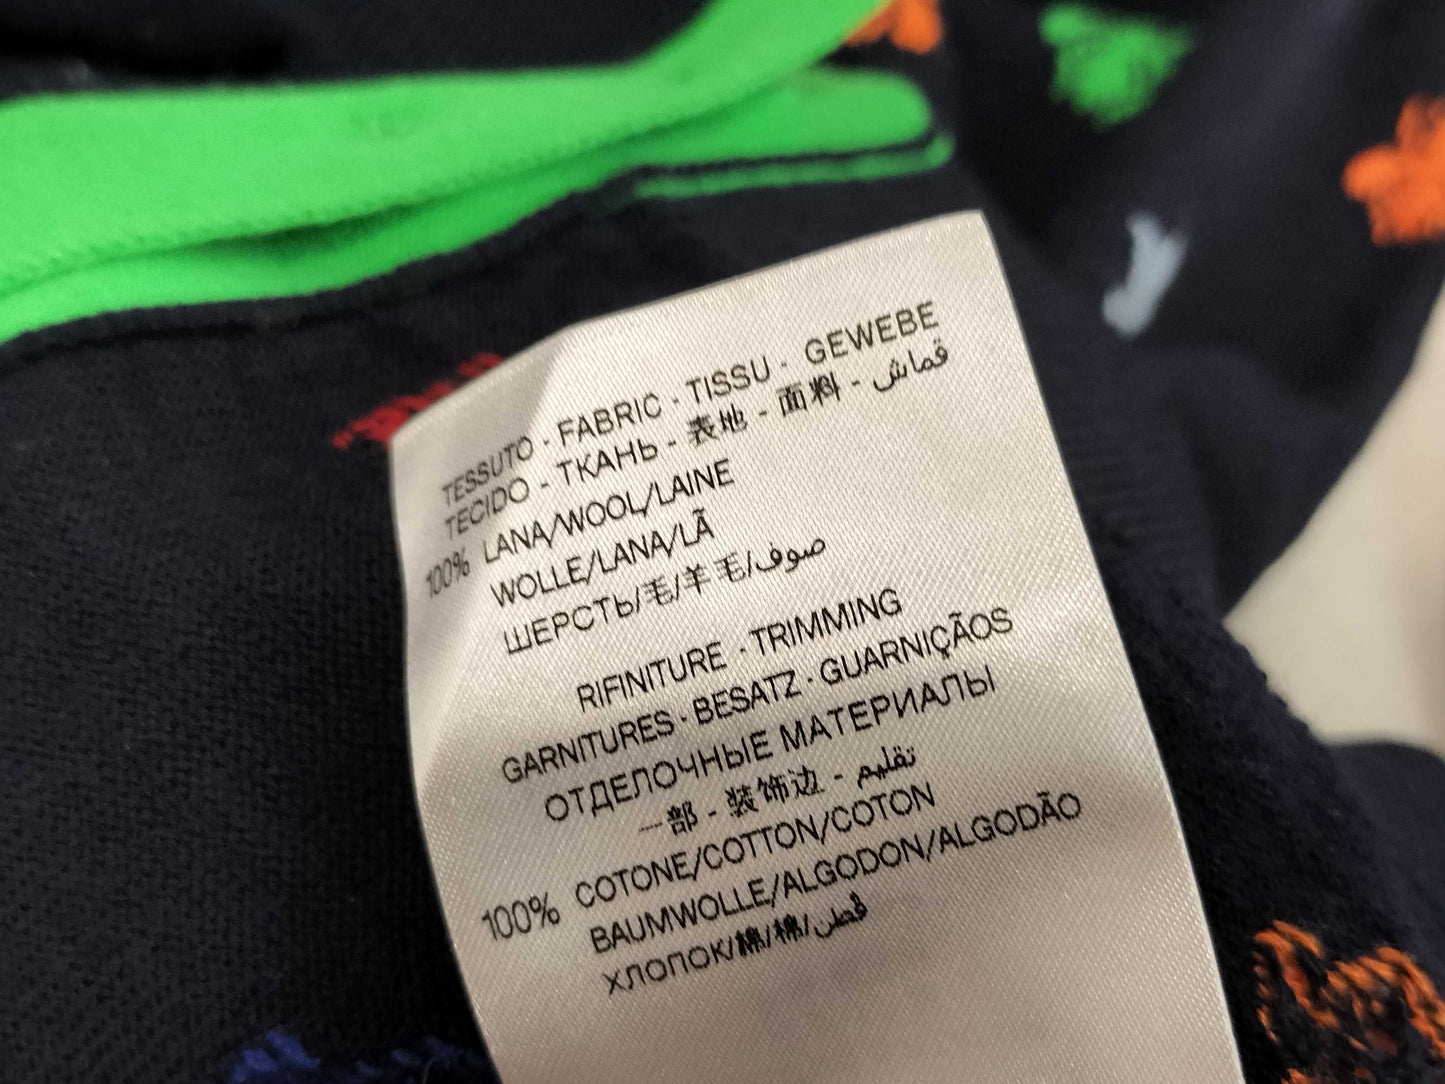 TESSUTO - FABRIC - TISSU - GEWEBE
TECIDO - ТКАНЬ - 表地 - 面料 - قماش
100% LANA/WOOL/LAINE
WOLLE/LANA/LÃ
ШЕРСТЬ/毛/羊毛/صوف
RIFINITURE - TRIMMING
GARNITURES - BESATZ - GUARNIÇÃOS
ОТДЕЛОЧНЫЕ МАТЕРИАЛЫ
一部 - 装饰边 - تقليم
100% COTONE/COTTON/COTON
BAUMWOLLE/ALGODON/ALGODÃO
ХЛОПОК/棉/棉/قطن